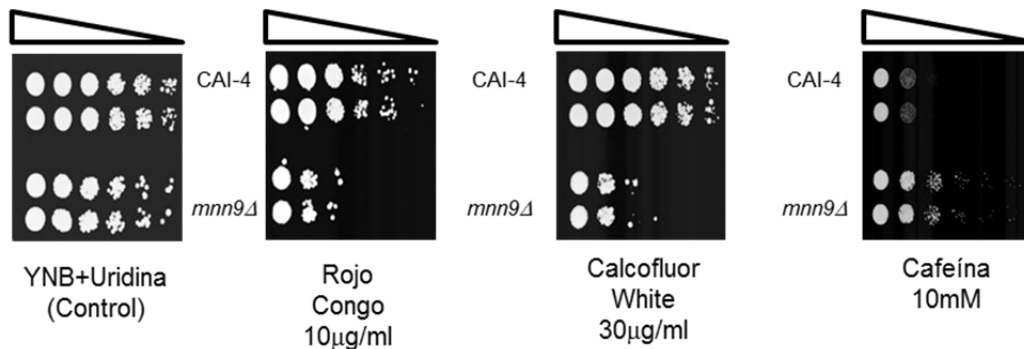 CAI-4
CAI-4
CAI-4
mnn9Δ
mnn9Δ
mnn9Δ
YNB+Uridina
(Control)
Rojo
Congo
10μg/ml
Calcofluor
White
30μg/ml
Cafeína
10mM